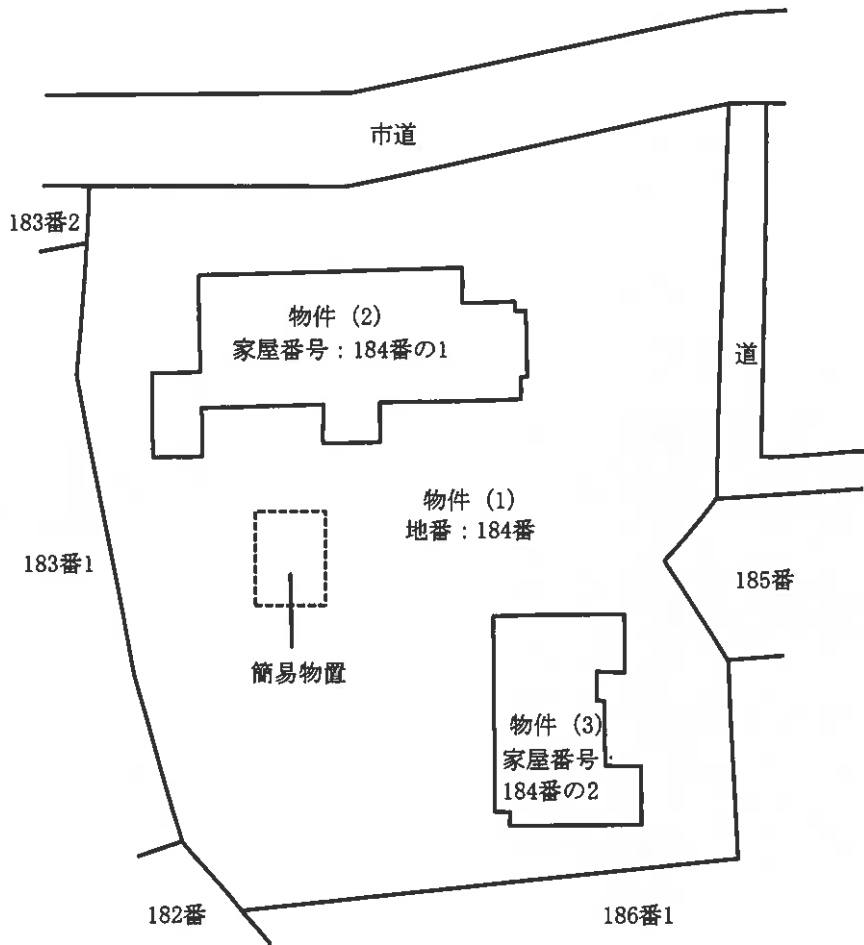 市道
183番2
物件 (2)
家屋番号：184番の1
道
物件 (1)
地番：184番
183番1
185番
簡易物置
物件 (3)
家屋番号：
184番の2
182番
186番1